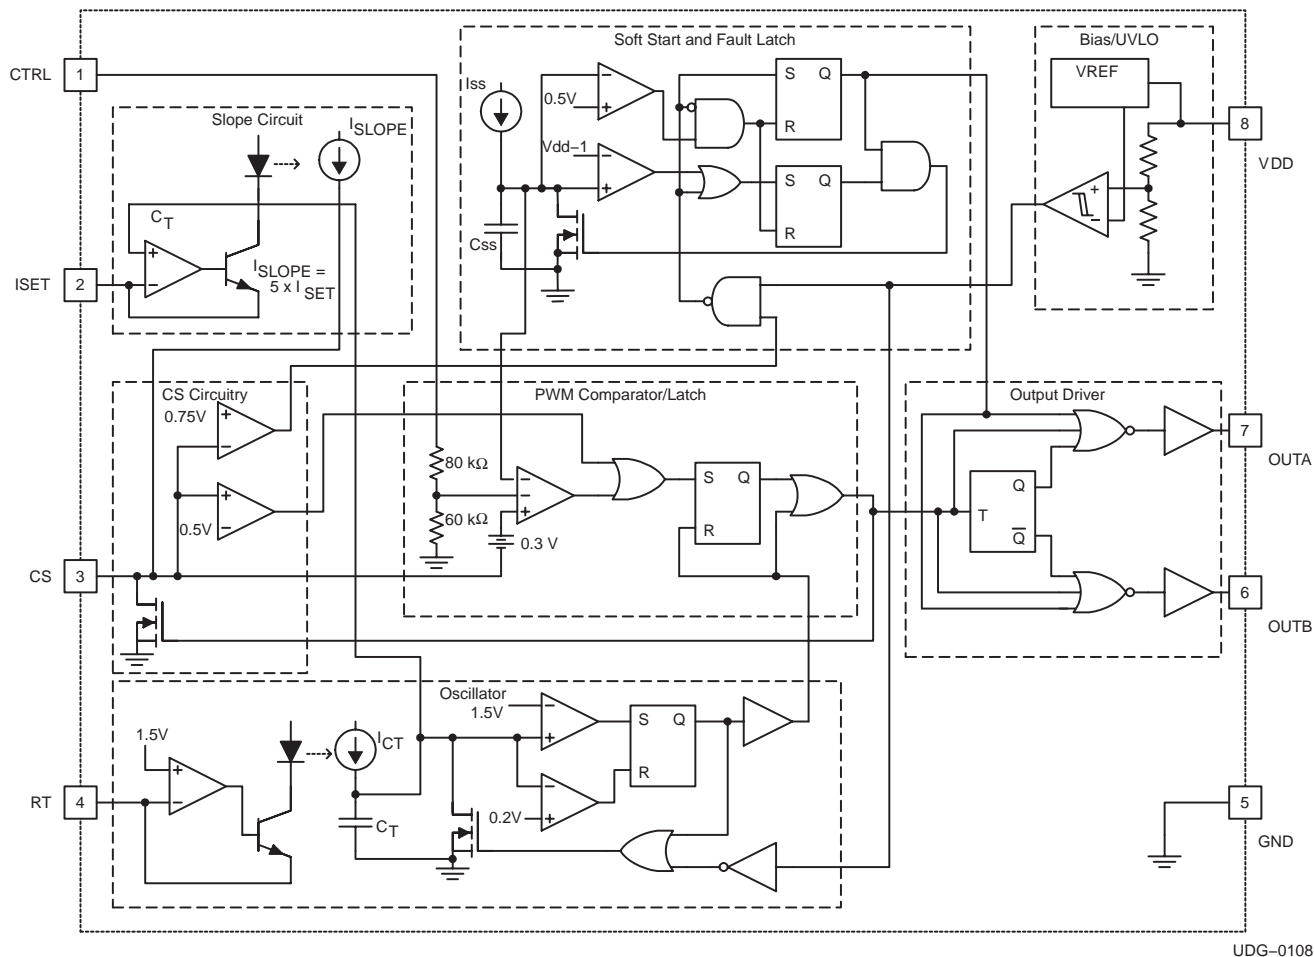 Soft Start and Fault Latch
Bias/UVLO
CTRL
1
Iss
0.5V
S
Q
R
VREF
8
VDD
Slope Circuit
ISLOPE
Vdd–1
S
Q
R
+
–
–
+
–
+
CT
+
–
ISLOPE =
5 x ISET
ISET
2
Css
CS Circuitry
0.75V
+
–
+
–
0.5V
PWM Comparator/Latch
80 kΩ
60 kΩ
–
–
+
0.3 V
S
Q
R
Output Driver
7
OUTA
T
Q
Q
6
OUTB
CS
3
Oscillator
1.5V
–
+
S
Q
R
–
+
0.2V
1.5V
+
–
ICT
CT
RT
4
5
GND
UDG–0108